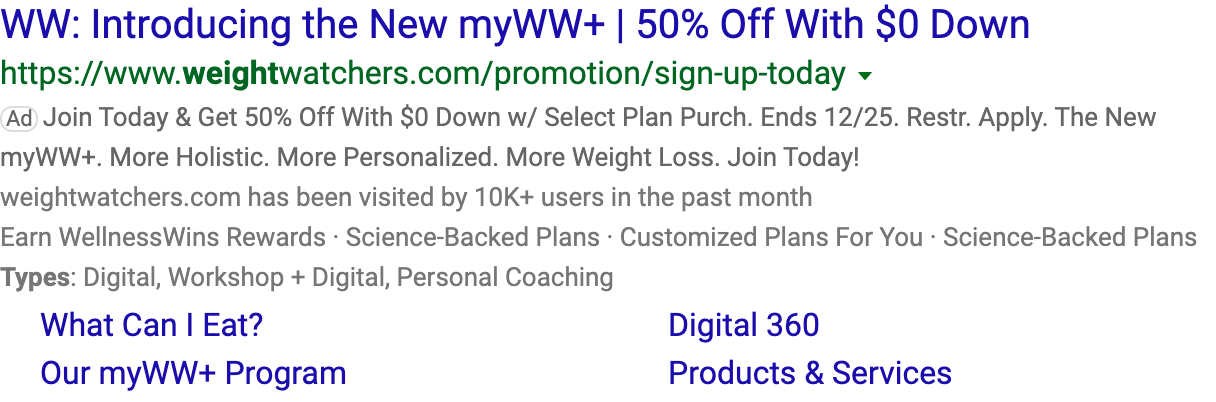 WW: Introducing the New myWW+ | 50% Off With $0 Down
https://www.weightwatchers.com/promotion/sign-up-today
Ad Join Today & Get 50% Off With $0 Down w/ Select Plan Purch. Ends 12/25. Restr. Apply. The New
myWW+. More Holistic. More Personalized. More Weight Loss. Join Today!
weightwatchers.com has been visited by 10K+ users in the past month
Earn WellnessWins Rewards · Science-Backed Plans · Customized Plans For You · Science-Backed Plans
Types: Digital, Workshop + Digital, Personal Coaching
What Can I Eat? Digital 360
Our myWW+ Program Products & Services